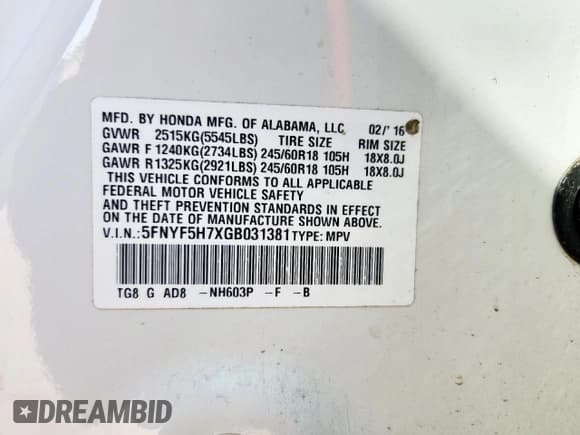 MFD. BY HONDA MFG. OF ALABAMA, LLC 02/'16
GVWR 2515KG(5545LBS) TIRE SIZE RIM SIZE
GAWR F1240KG(2734LBS) 245/60R18 105H 18X8.0J
GAWR R1325KG(2921LBS) 245/60R18 105H 18X8.0J
THIS VEHICLE CONFORMS TO ALL APPLICABLE
FEDERAL MOTOR VEHICLE SAFETY
AND THEFT PREVENTION STANDARDS IN EFFECT
ON THE DATE OF MANUFACTURE SHOWN ABOVE.
V.I.N.:5FNYF5H7XGB031381 TYPE: MPV
TG8 G AD8 -NH603P -F -B
DREAMBID